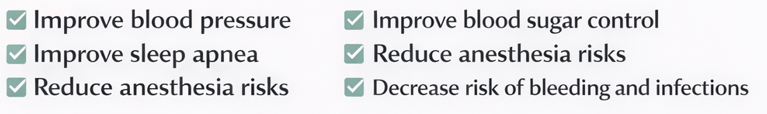 Improve blood pressure
Improve sleep apnea
Reduce anesthesia risks
Improve blood sugar control
Reduce anesthesia risks
Decrease risk of bleeding and infections